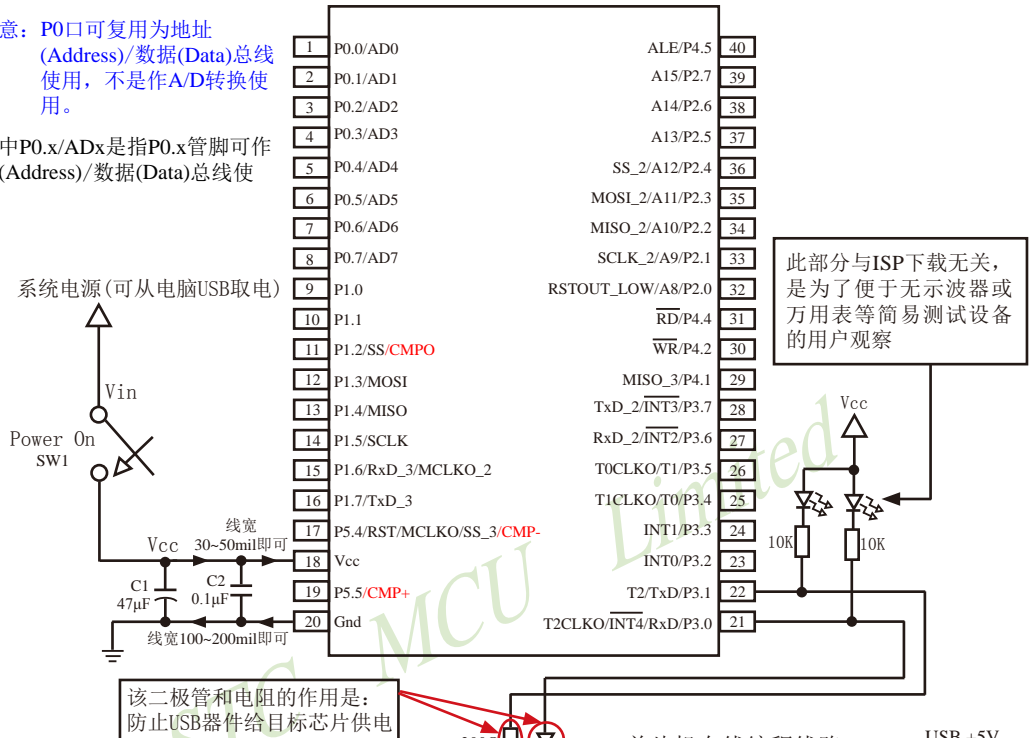 意：P0口可复用为地址
(Address)/数据(Data)总线
使用，不是作A/D转换使
用。
中P0.x/ADx是指P0.x管脚可作
(Address)/数据(Data)总线使
1 P0.0/AD0
2 P0.1/AD1
3 P0.2/AD2
4 P0.3/AD3
5 P0.4/AD4
6 P0.5/AD5
7 P0.6/AD6
8 P0.7/AD7
9 P1.0
10 P1.1
11 P1.2/SS/CMPO
12 P1.3/MOSI
13 P1.4/MISO
14 P1.5/SCLK
15 P1.6/RxD_3/MCLKO_2
16 P1.7/TxD_3
17 P5.4/RST/MCLKO/SS_3/CMP-
18 Vcc
19 P5.5/CMP+
20 Gnd
ALE/P4.5 40
A15/P2.7 39
A14/P2.6 38
A13/P2.5 37
SS_2/A12/P2.4 36
MOSI_2/A11/P2.3 35
MISO_2/A10/P2.2 34
SCLK_2/A9/P2.1 33
RSTOUT_LOW/A8/P2.0 32
RD/P4.4 31
WR/P4.2 30
MISO_3/P4.1 29
TxD_2/INT3/P3.7 28
RxD_2/INT2/P3.6 27
T0CLKO/T1/P3.5 26
T1CLKO/T0/P3.4 25
INT1/P3.3 24
INT0/P3.2 23
T2/TxD/P3.1 22
T2CLKO/INT4/RxD/P3.0 21
系统电源(可从电脑USB取电)
Vin
Power On
SW1
Vcc
线宽
30~50mil即可
C1
47μF
C2
0.1μF
线宽100~200mil即可
此部分与ISP下载无关，
是为了便于无示波器或
万用表等简易测试设备
的用户观察
Vcc
10K
10K
该二极管和电阻的作用是：
防止USB器件给目标芯片供电
USB +5V
STC MCU Limited